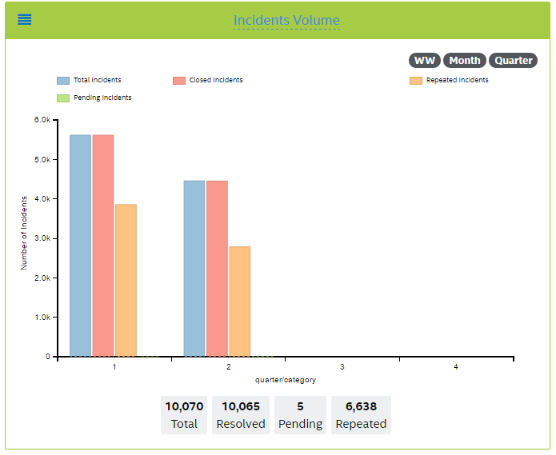 Incidents Volume
WW Month Quarter
Total Incidents Closed Incidents Repeated Incidents
Pending Incidents
6.0k
5.0k
4.0k
3.0k
2.0k
1.0k
0
Number of Incidents
1 2 3 4
quarter/category
10,070 10,065 5 6,638
Total Resolved Pending Repeated